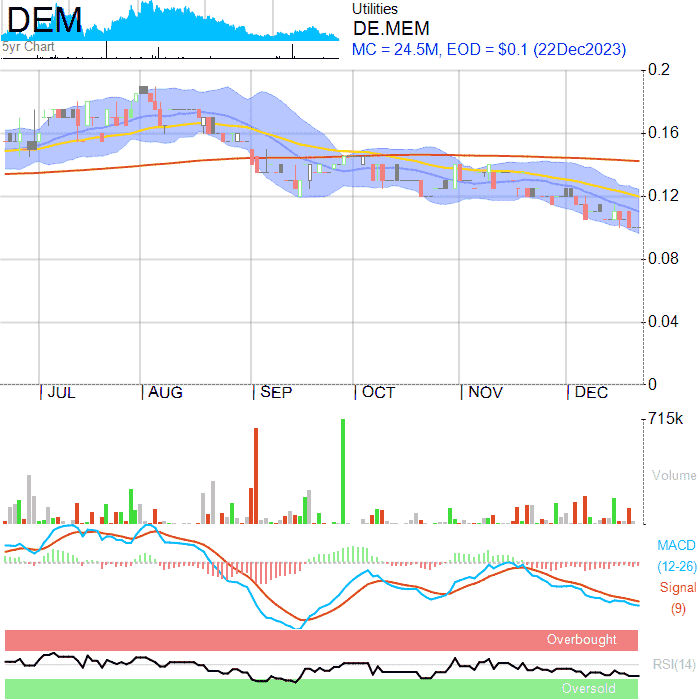 DEM
5yr Chart
Utilities
DE.MEM
MC = 24.5M, EOD = $0.1 (22Dec2023)
0.2
0.16
0.12
0.08
0.04
0
JUL AUG SEP OCT NOV DEC
715k
Volume
MACD
(12-26)
Signal
(9)
Overbought
RSI(14)
Oversold